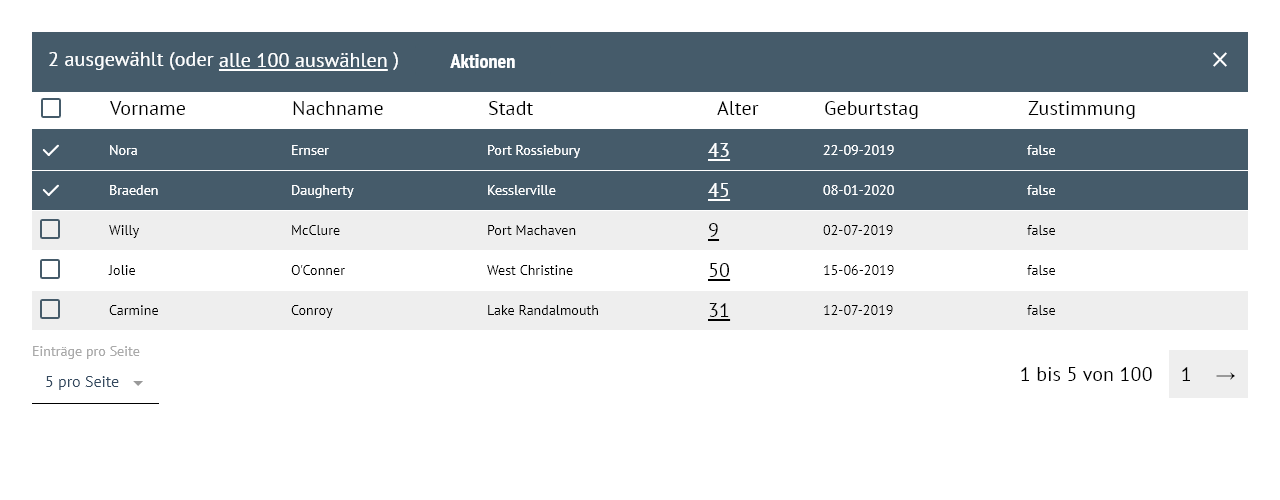 2 ausgewählt (oder alle 100 auswählen ) Aktionen
Vorname Nachname Stadt Alter Geburtstag Zustimmung
Nora Ernser Port Rossiebury 43 22-09-2019 false
Braeden Daugherty Kesslerville 45 08-01-2020 false
Willy McClure Port Machaven 9 02-07-2019 false
Jolie O'Conner West Christine 50 15-06-2019 false
Carmine Conroy Lake Randalmouth 31 12-07-2019 false
Einträge pro Seite
5 pro Seite
1 bis 5 von 100 1 →